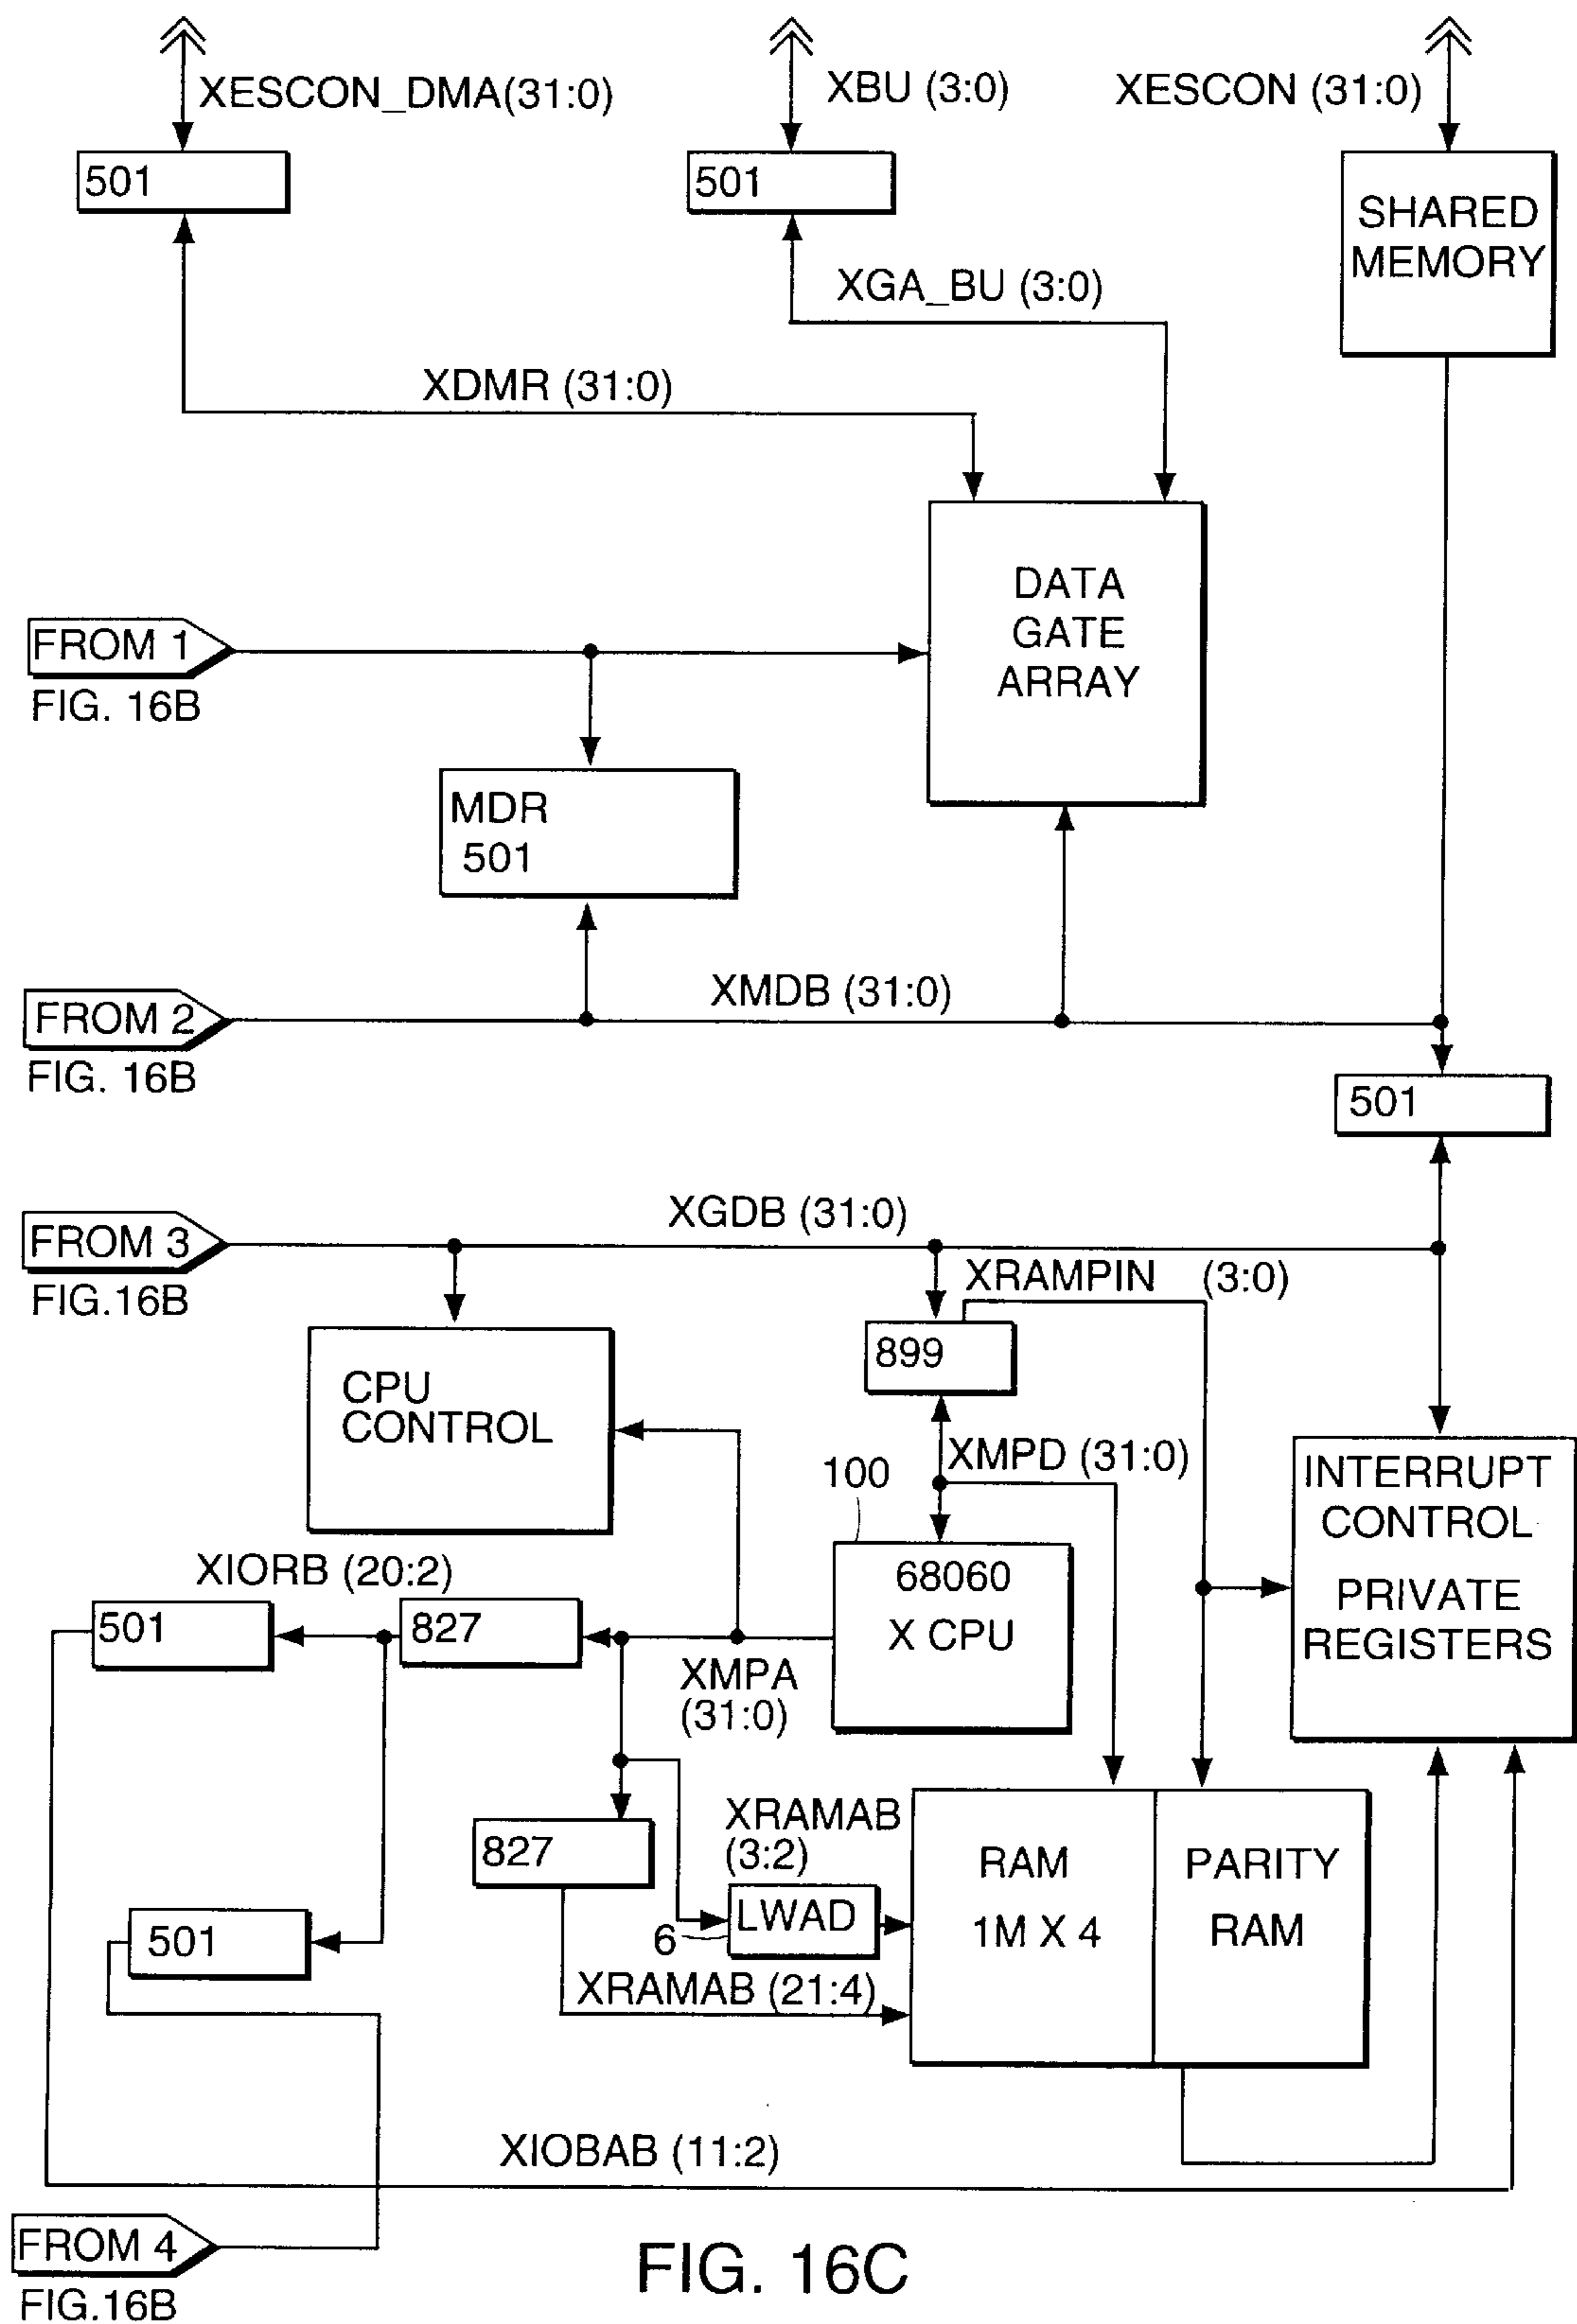 XESCON_DMA(31:0)
XBU (3:0)
XESCON (31:0)
501
501
SHARED
MEMORY
XGA_BU (3:0)
XDMR (31:0)
DATA
GATE
ARRAY
FROM 1
FIG. 16B
MDR
501
XMDB (31:0)
FROM 2
FIG. 16B
501
XGDB (31:0)
FROM 3
FIG.16B
XRAMPIN (3:0)
899
CPU
CONTROL
XMPD (31:0)
100
INTERRUPT
CONTROL
PRIVATE
REGISTERS
68060
X CPU
XIORB (20:2)
501
827
XMPA
(31:0)
827
XRAMAB
(3:2)
RAM
1M X 4
PARITY
RAM
LWAD
6
501
XRAMAB (21:4)
XIOBAB (11:2)
FROM 4
FIG.16B
FIG. 16C